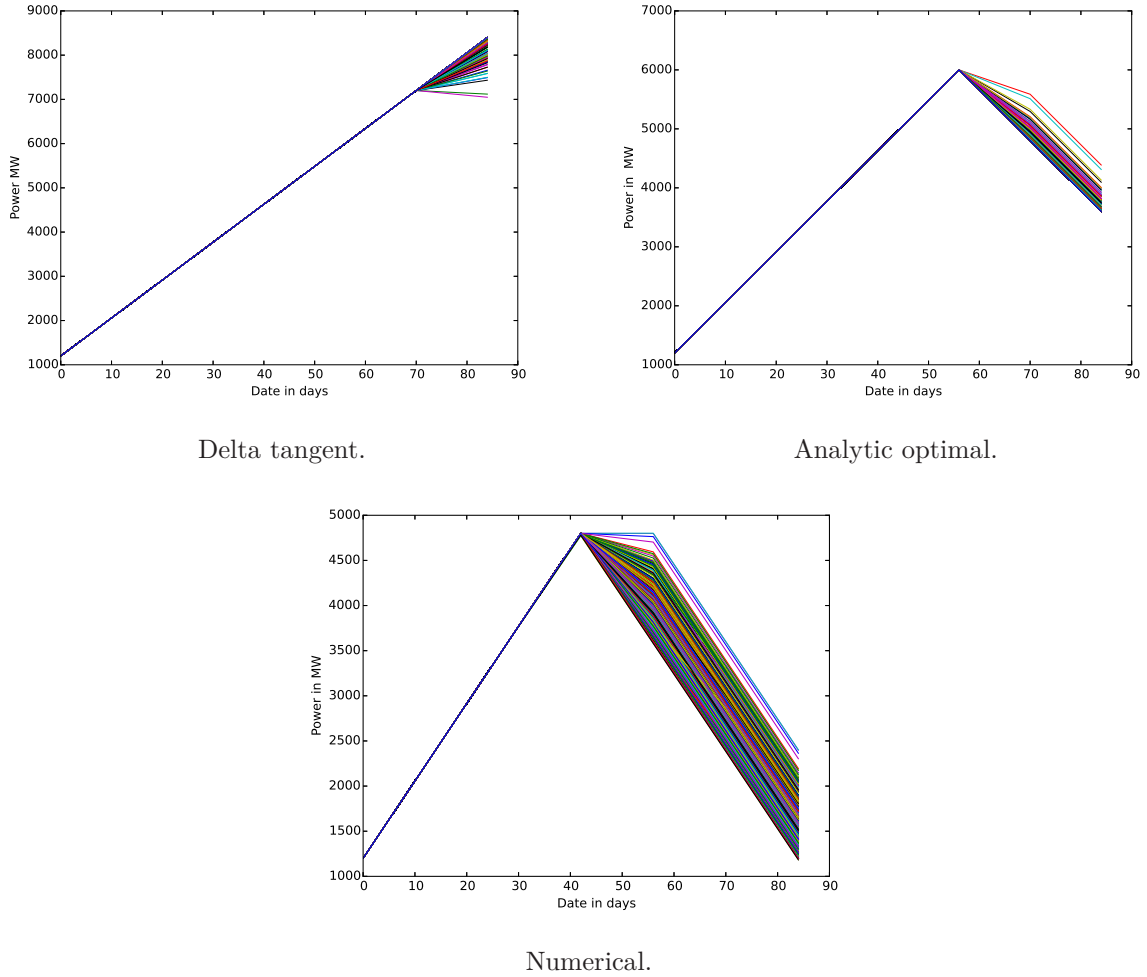 9000
8000
7000
6000
5000
4000
3000
2000
1000
Power MW
0 10 20 30 40 50 60 70 80 90
Date in days
Delta tangent.
7000
6000
5000
4000
3000
2000
1000
Power in MW
0 10 20 30 40 50 60 70 80 90
Date in days
Analytic optimal.
5000
4500
4000
3500
3000
2500
2000
1500
1000
Power in MW
0 10 20 30 40 50 60 70 80 90
Date in days
Numerical.